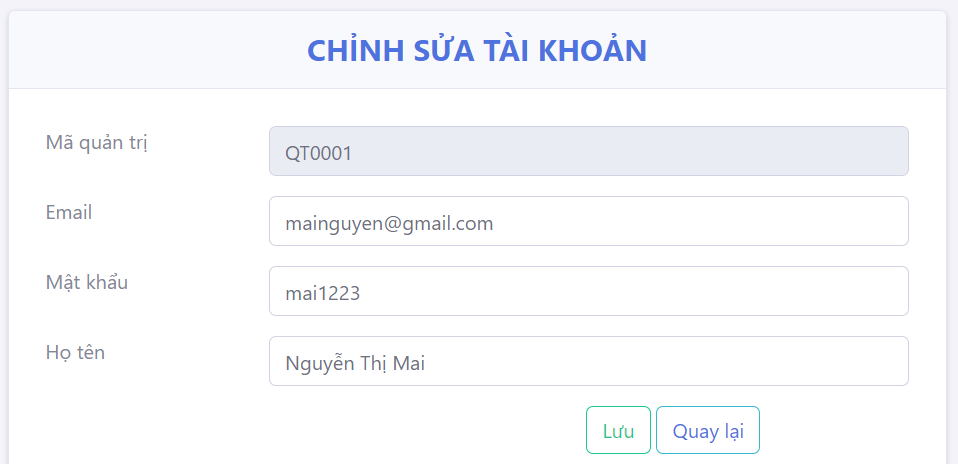 CHỈNH SỬA TÀI KHOẢN
Mã quản trị
QT0001
Email
mainguyen@gmail.com
Mật khẩu
mai1223
Họ tên
Nguyễn Thị Mai
Lưu
Quay lại